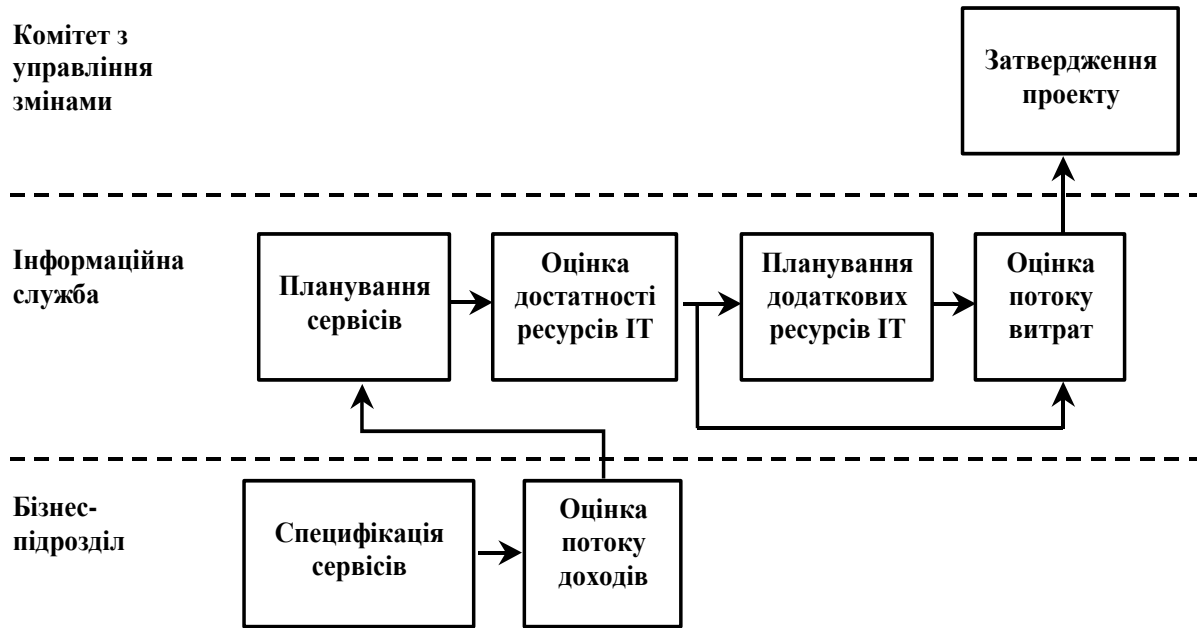 Комітет з
управління
змінами
Затвердження
проекту
Інформаційна
служба
Планування
сервісів
Оцінка
достатності
ресурсів ІТ
Планування
додаткових
ресурсів ІТ
Оцінка
потоку
витрат
Бізнес-
підрозділ
Специфікація
сервісів
Оцінка
потоку
доходів